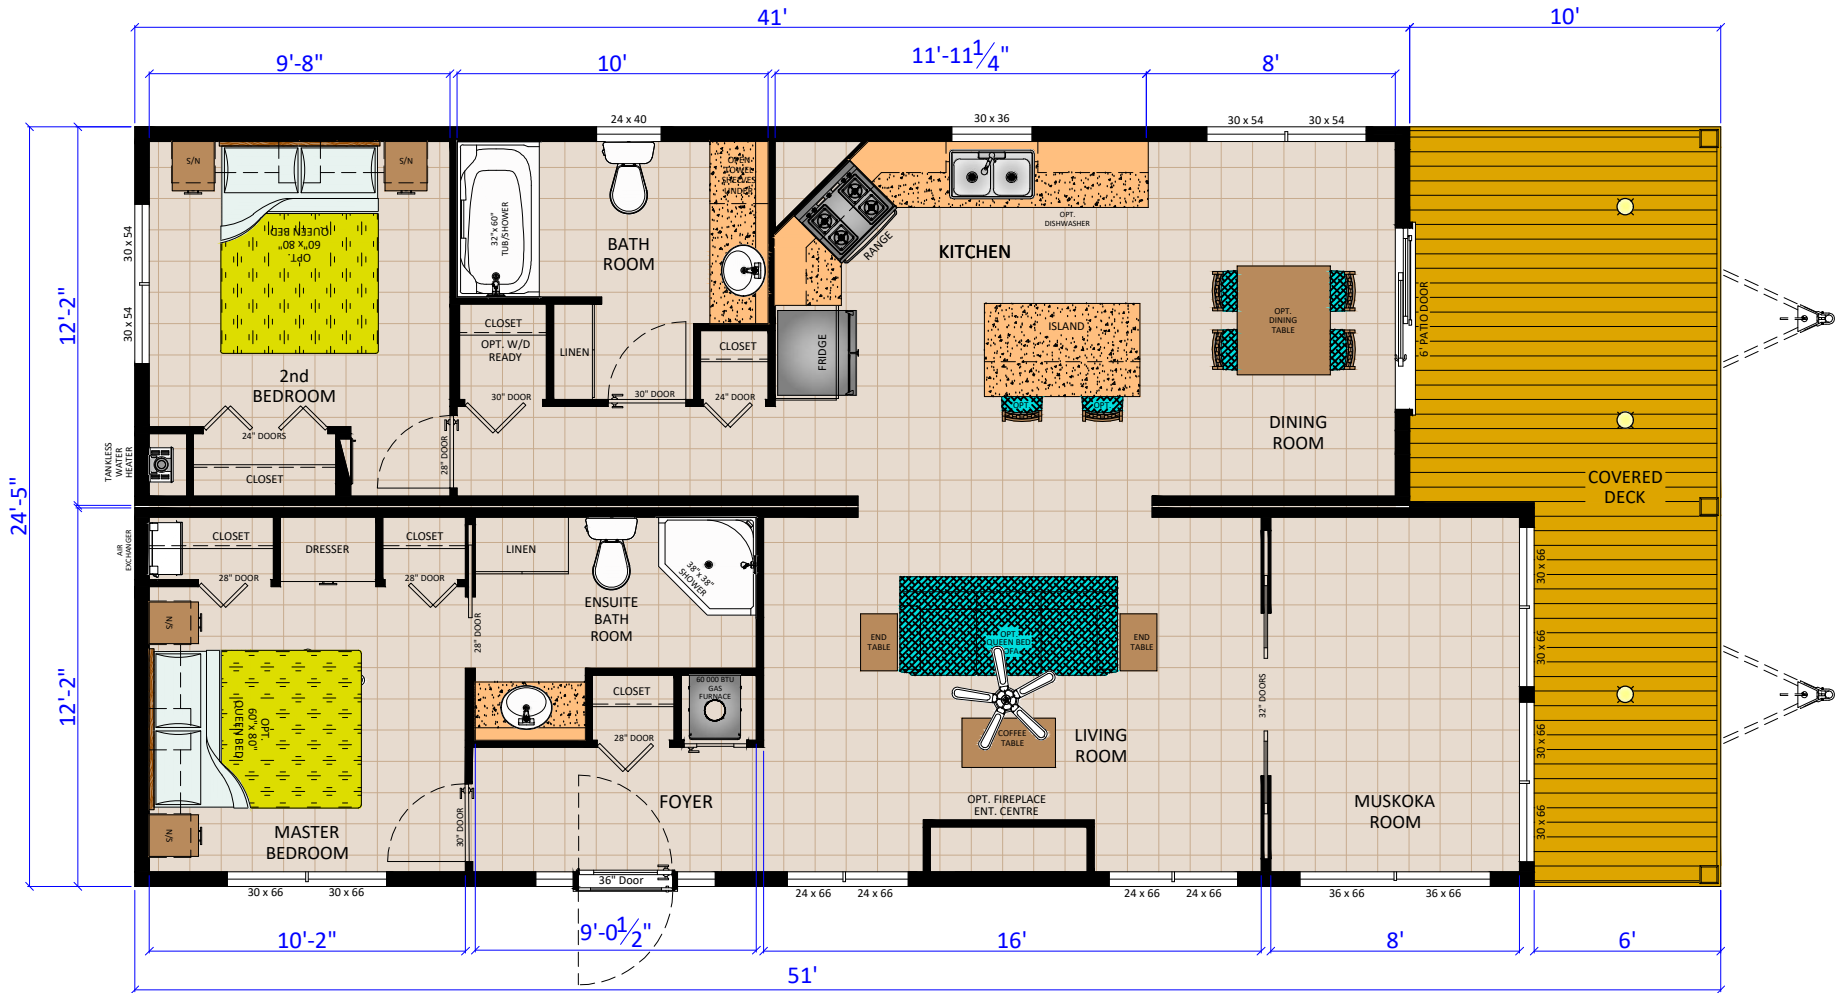 41'
10'
9'-8"
10'
11'-11 1/4"
8'
24 x 40
30 x 36
30 x 54
30 x 54
S/N
S/N
OPT.
60"x 80"
QUEEN BED
30 x 54
30 x 54
2nd
BEDROOM
24" DOORS
CLOSET
TANKLESS
WATER
HEATER
28" DOOR
32"x 60"
TUB/SHOWER
BATH
ROOM
OPEN
TOWEL
SHELVES
UNDER
CLOSET
OPT. W/D
READY
LINEN
30" DOOR
30" DOOR
CLOSET
24" DOOR
RANGE
FRIDGE
KITCHEN
OPT.
DISHWASHER
ISLAND
OPT.
OPT.
OPT.
DINING
TABLE
DINING
ROOM
6' PATIO DOOR
COVERED
DECK
12'-2"
24'-5"
12'-2"
AIR
EXCHANGER
CLOSET
DRESSER
CLOSET
28" DOOR
28" DOOR
N/S
OPT.
60"x 80"
QUEEN BED
N/S
MASTER
BEDROOM
30" DOOR
28" DOOR
LINEN
ENSUITE
BATH
ROOM
38"x 38"
SHOWER
CLOSET
60 000 BTU
GAS
FURNACE
28" DOOR
FOYER
36" Door
END
TABLE
OPT.
QUEEN BED
SOFA
END
TABLE
COFFEE
TABLE
LIVING
ROOM
OPT. FIREPLACE
ENT. CENTRE
32" DOORS
MUSKOKA
ROOM
30 x 66
30 x 66
30 x 66
30 x 66
30 x 66
30 x 66
24 x 66
24 x 66
24 x 66
24 x 66
36 x 66
36 x 66
10'-2"
9'-0 1/2"
16'
8'
6'
51'